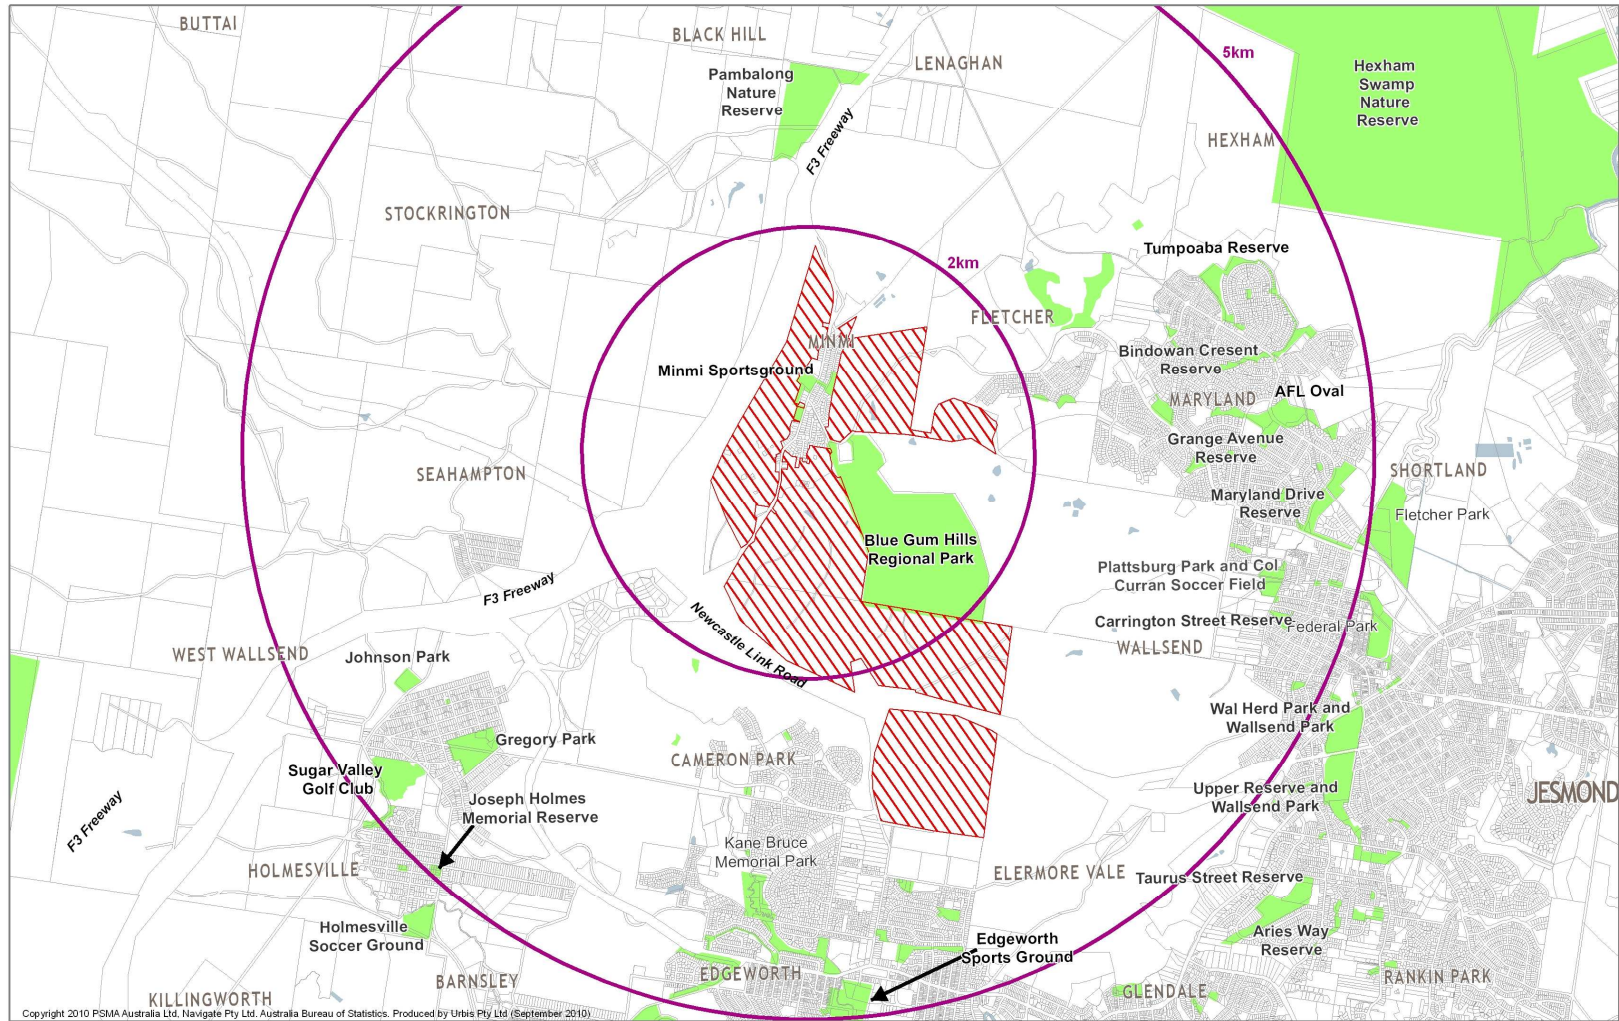 BUTTAI
BLACK HILL
5km
LENAGHAN
Hexham
Swamp
Nature
Reserve
Pambalong
Nature
Reserve
F3 Freeway
HEXHAM
STOCKRINGTON
Tumpoaba Reserve
2km
FLETCHER
MINMI
Bindowan Cresent
Reserve
Minmi Sportsground
AFL Oval
MARYLAND
Grange Avenue
Reserve
SEAHAMPTON
SHORTLAND
Maryland Drive
Reserve
Fletcher Park
Blue Gum Hills
Regional Park
Plattsburg Park and Col
Curran Soccer Field
F3 Freeway
Newcastle Link Road
Carrington Street Reserve
Federal Park
WALLSEND
WEST WALLSEND
Johnson Park
Wal Herd Park and
Wallsend Park
Gregory Park
CAMERON PARK
Sugar Valley
Golf Club
Upper Reserve and
Wallsend Park
JESMOND
Joseph Holmes
Memorial Reserve
F3 Freeway
Kane Bruce
Memorial Park
HOLMESVILLE
ELERMORE VALE
Taurus Street Reserve
Holmesville
Soccer Ground
Aries Way
Reserve
Edgeworth
Sports Ground
EDGEWORTH
BARNSLEY
RANKIN PARK
GLENDALE
KILLINGWORTH
Copyright 2010 PSMA Australia Ltd, Navigate Pty Ltd. Australia Bureau of Statistics. Produced by Urbis Pty Ltd (September 2010)